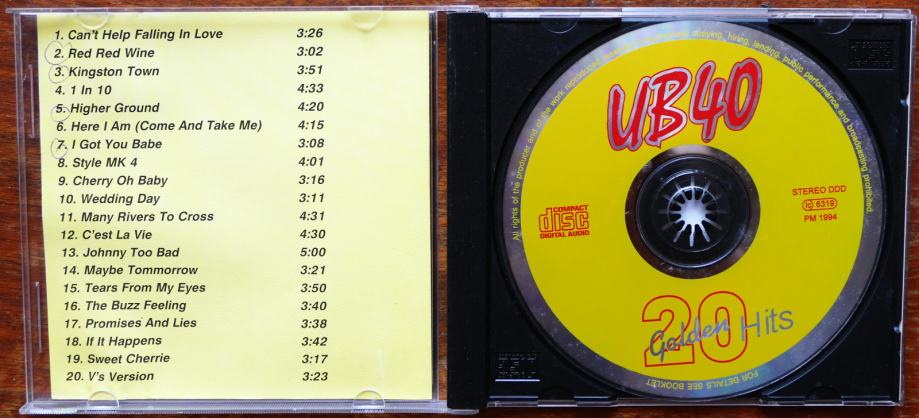 1. Can't Help Falling In Love 3:26
2. Red Red Wine 3:02
3. Kingston Town 3:51
4. 1 In 10 4:33
5. Higher Ground 4:20
6. Here I Am (Come And Take Me) 4:15
7. I Got You Babe 3:08
8. Style MK 4 4:01
9. Cherry Oh Baby 3:16
10. Wedding Day 3:11
11. Many Rivers To Cross 4:31
12. C'est La Vie 4:30
13. Johnny Too Bad 5:00
14. Maybe Tommorrow 3:21
15. Tears From My Eyes 3:50
16. The Buzz Feeling 3:40
17. Promises And Lies 3:38
18. If It Happens 3:42
19. Sweet Cherrie 3:17
20. V's Version 3:23
All rights of the producer and of the work reproduced copying, hiring, lending, public performance and broadcasting prohibited.
UB40
COMPACT
disc
DIGITAL AUDIO
STEREO DDD
6319
PM 1994
20
Golden Hits
FOR DETAILS SEE BOOKLET